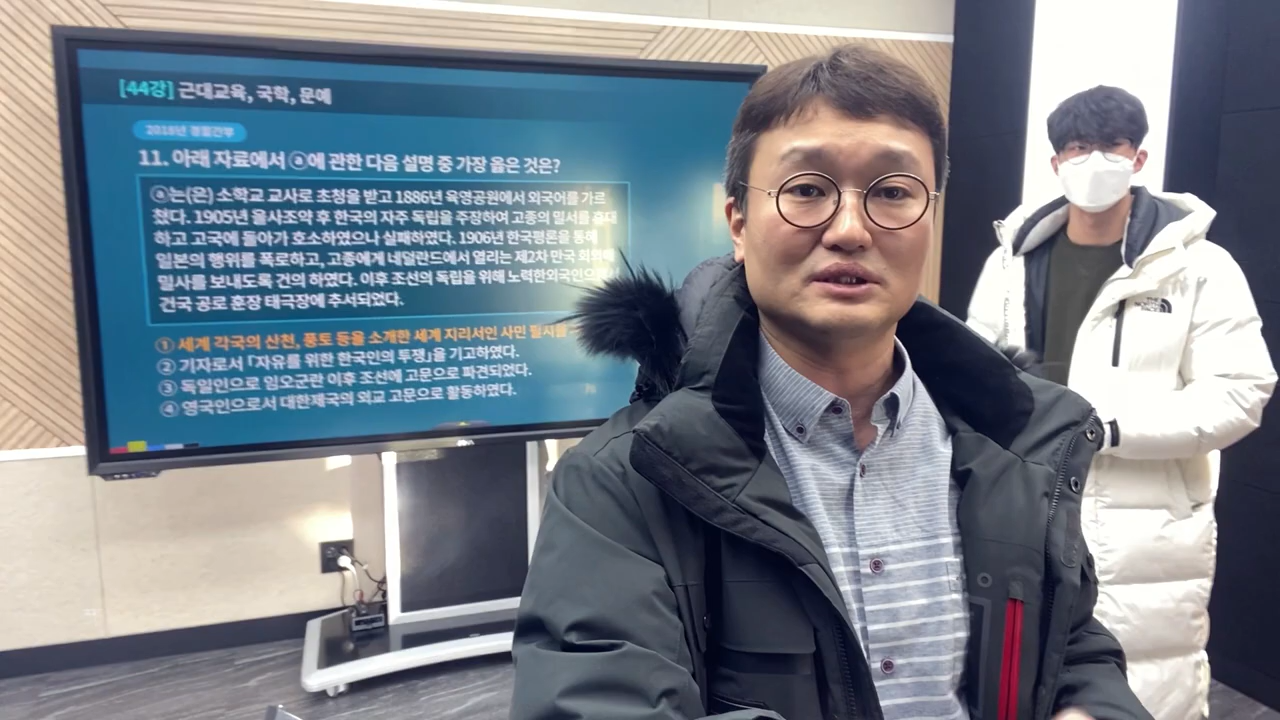 [44강] 근대교육, 국학, 문예
2018년 경찰간부
11. 아래 자료에서 ⓐ에 관한 다음 설명 중 가장 옳은 것은?
ⓐ는(은) 소학교 교사로 초청을 받고 1886년 육영공원에서 외국어를 가르
쳤다. 1905년 을사조약 후 한국의 자주 독립을 주장하여 고종의 밀서를 휴대
하고 고국에 돌아가 호소하였으나 실패하였다. 1906년 한국평론을 통해
일본의 행위를 폭로하고, 고종에게 네덜란드에서 열리는 제2차 만국
밀사를 보내도록 건의 하였다. 이후 조선의 독립을 위해 노력한외국인으로
건국 공로 훈장 태극장에 추서되었다.
① 세계 각국의 산천, 풍토 등을 소개한 세계 지리서인 사민 필지를
② 기자로서 「자유를 위한 한국인의 투쟁」을 기고하였다.
③ 독일인으로 임오군란 이후 조선에 고문으로 파견되었다.
④ 영국인으로서 대한제국의 외교 고문으로 활동하였다.
THE
NORTH
FACE